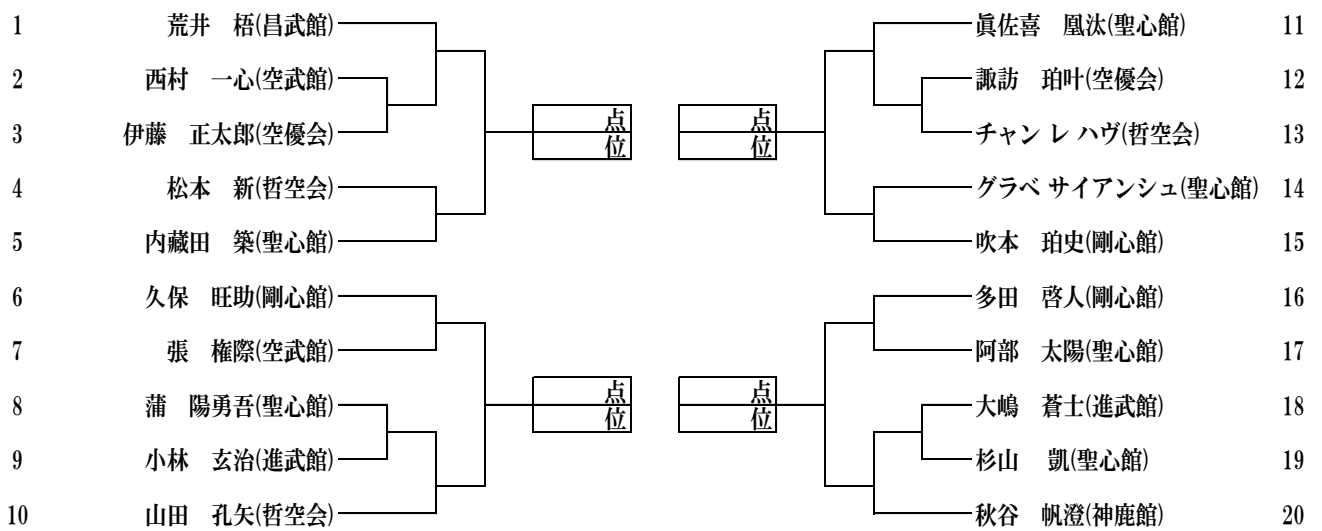 1 荒井　梧(昌武館)
2 西村　一心(空武館)
3 伊藤　正太郎(空優会)
4 松本　新(哲空会)
5 内藏田　築(聖心館)
点
位
6 久保　旺助(剛心館)
7 張　権際(空武館)
8 蒲　陽勇吾(聖心館)
9 小林　玄治(進武館)
10 山田　孔矢(哲空会)
点
位
眞佐喜　凰汰(聖心館) 11
諏訪　珀叶(空優会) 12
チャン レ ハヴ(哲空会) 13
グラベ サイアンシュ(聖心館) 14
吹本　珀史(剛心館) 15
点
位
多田　啓人(剛心館) 16
阿部　太陽(聖心館) 17
大嶋　蒼士(進武館) 18
杉山　凱(聖心館) 19
秋谷　帆澄(神鹿館) 20
点
位